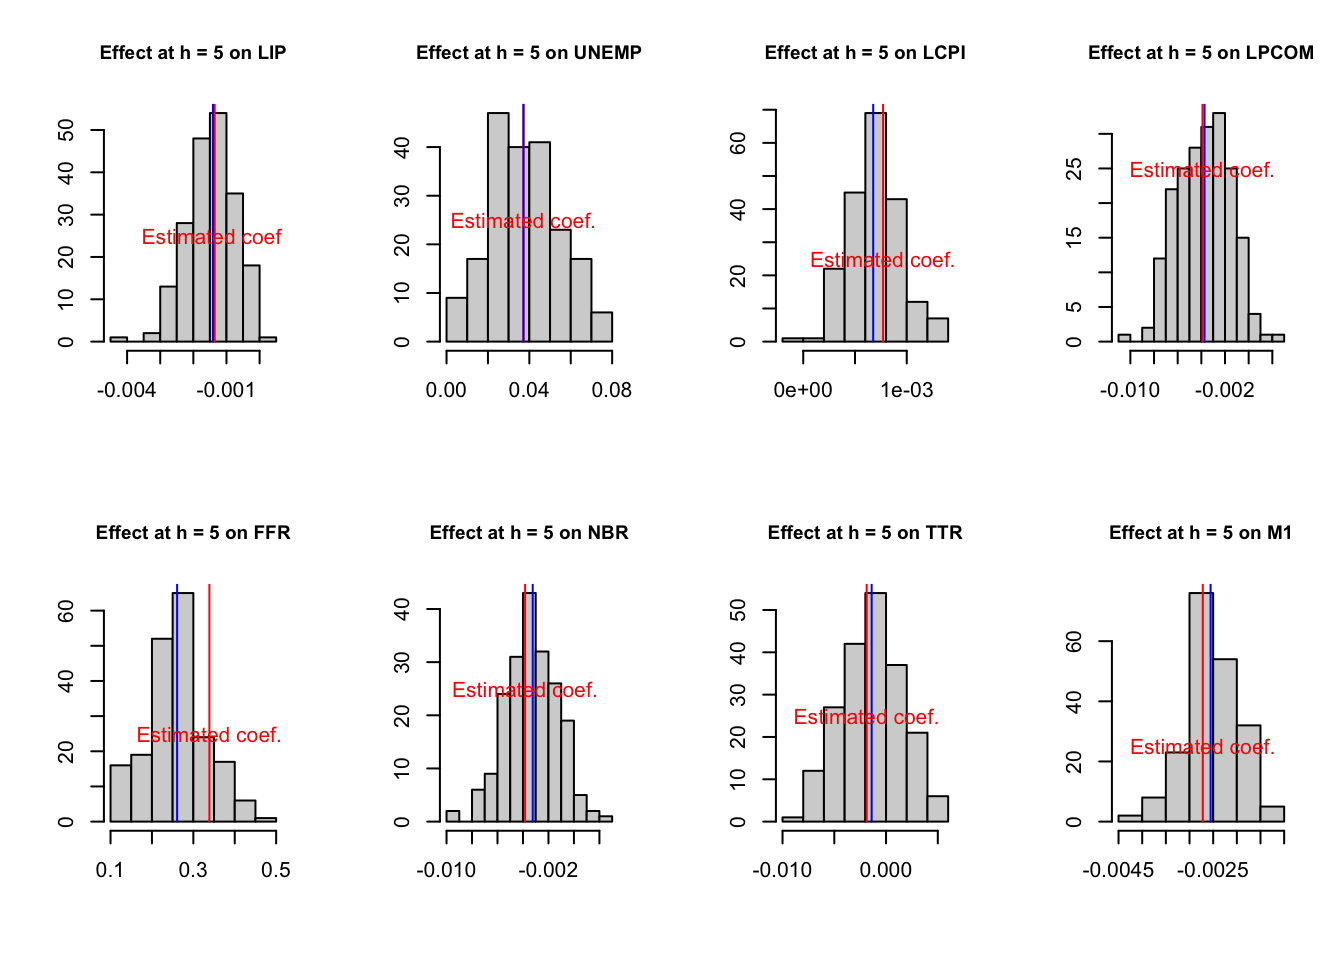 Effect at h = 5 on LIP
50
40
30
20
10
0
Estimated coef
-0.004 -0.001
Effect at h = 5 on UNEMP
40
30
20
10
0
Estimated coef.
0.00 0.04 0.08
Effect at h = 5 on LCPI
60
40
20
0
Estimated coef.
0e+00 1e-03
Effect at h = 5 on LPCOM
25
15
5
0
Estimated coef.
-0.010 -0.002
Effect at h = 5 on FFR
60
40
20
0
Estimated coef.
0.1 0.3 0.5
Effect at h = 5 on NBR
40
30
20
10
0
Estimated coef.
-0.010 -0.002
Effect at h = 5 on TTR
50
40
30
20
10
0
Estimated coef.
-0.010 0.000
Effect at h = 5 on M1
60
40
20
0
Estimated coef.
-0.0045 -0.0025